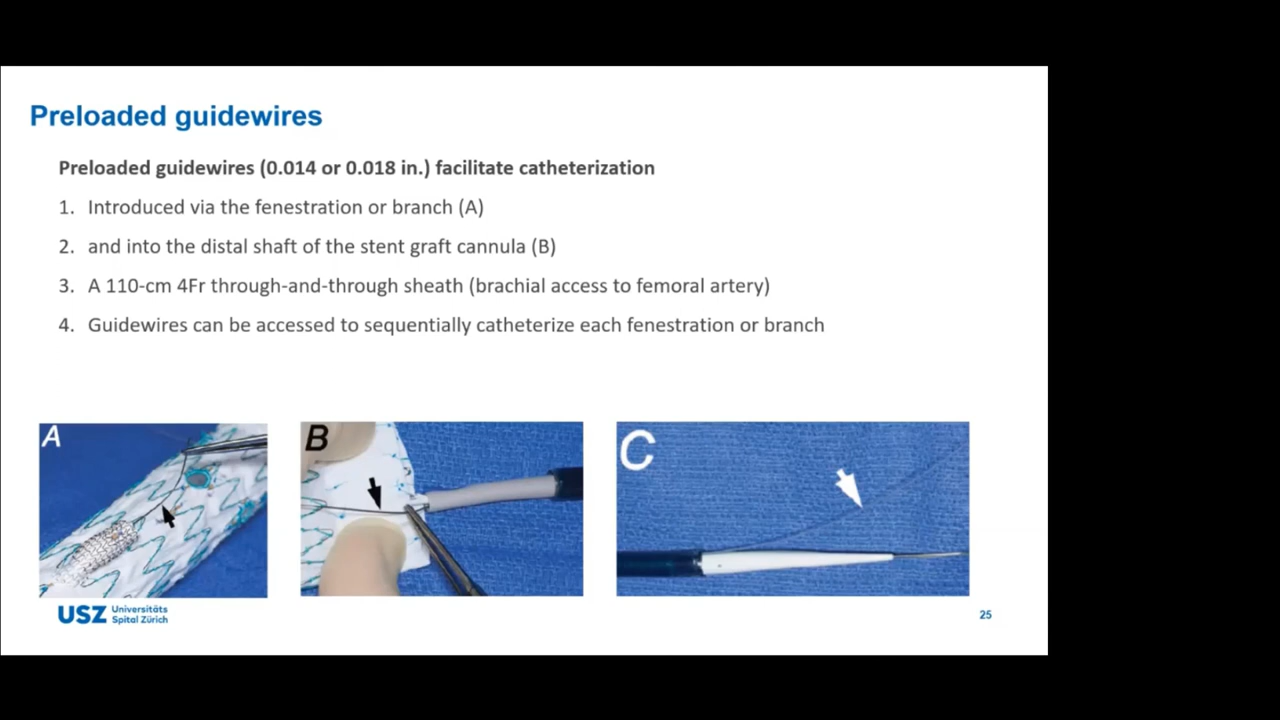 Preloaded guidewires
Preloaded guidewires (0.014 or 0.018 in.) facilitate catheterization
1. Introduced via the fenestration or branch (A)
2. and into the distal shaft of the stent graft cannula (B)
3. A 110-cm 4Fr through-and-through sheath (brachial access to femoral artery)
4. Guidewires can be accessed to sequentially catheterize each fenestration or branch
A
B
C
USZ Universitäts
Spital Zürich
25